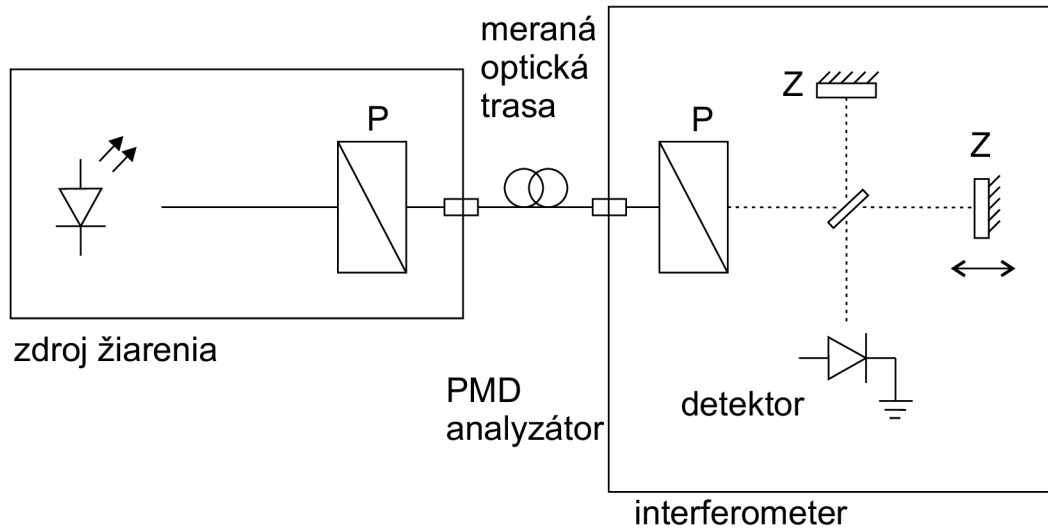 meraná
optická
trasa
P
P
Z
Z
zdroj žiarenia
PMD
analyzátor
detektor
interferometer